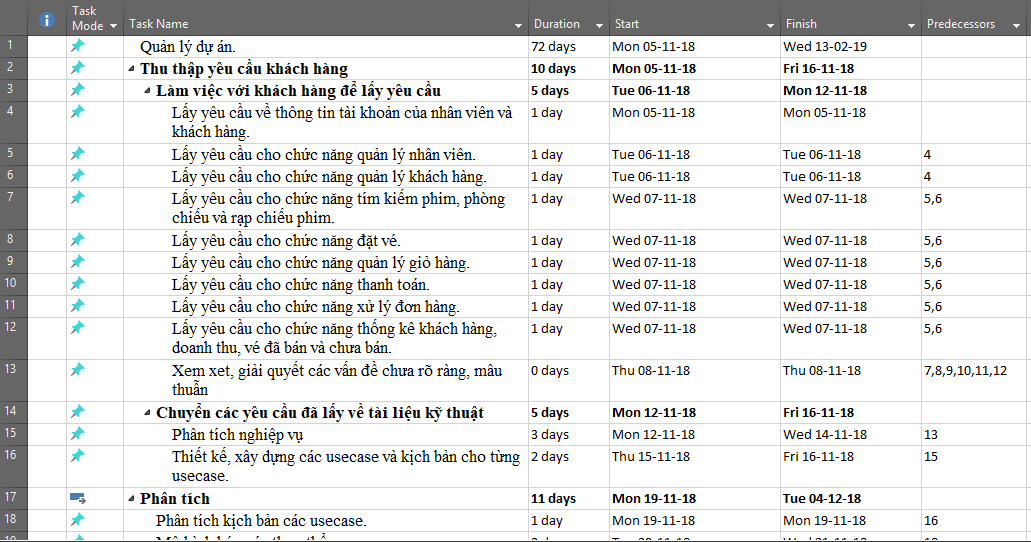 Task Mode Task Name Duration Start Finish Predecessors
1 Quản lý dự án. 72 days Mon 05-11-18 Wed 13-02-19
2 Thu thập yêu cầu khách hàng 10 days Mon 05-11-18 Fri 16-11-18
3 Làm việc với khách hàng để lấy yêu cầu 5 days Tue 06-11-18 Mon 12-11-18
4 Lấy yêu cầu về thông tin tài khoản của nhân viên và 1 day Mon 05-11-18 Mon 05-11-18
khách hàng.
5 Lấy yêu cầu cho chức năng quản lý nhân viên. 1 day Tue 06-11-18 Tue 06-11-18 4
6 Lấy yêu cầu cho chức năng quản lý khách hàng. 1 day Tue 06-11-18 Tue 06-11-18 4
7 Lấy yêu cầu cho chức năng tím kiếm phim, phòng 1 day Wed 07-11-18 Wed 07-11-18 5,6
chiếu và rạp chiếu phim.
8 Lấy yêu cầu cho chức năng đặt vé. 1 day Wed 07-11-18 Wed 07-11-18 5,6
9 Lấy yêu cầu cho chức năng quản lý giỏ hàng. 1 day Wed 07-11-18 Wed 07-11-18 5,6
10 Lấy yêu cầu cho chức năng thanh toán. 1 day Wed 07-11-18 Wed 07-11-18 5,6
11 Lấy yêu cầu cho chức năng xử lý đơn hàng. 1 day Wed 07-11-18 Wed 07-11-18 5,6
12 Lấy yêu cầu cho chức năng thống kê khách hàng, 1 day Wed 07-11-18 Wed 07-11-18 5,6
doanh thu, vé đã bán và chưa bán.
13 Xem xet, giải quyết các vấn đề chưa rõ ràng, mâu 0 days Thu 08-11-18 Thu 08-11-18 7,8,9,10,11,12
thuẫn
14 Chuyển các yêu cầu đã lấy về tài liệu kỹ thuật 5 days Mon 12-11-18 Fri 16-11-18
15 Phân tích nghiệp vụ 3 days Mon 12-11-18 Wed 14-11-18 13
16 Thiết kế, xây dựng các usecase và kịch bản cho từng 2 days Thu 15-11-18 Fri 16-11-18 15
usecase.
17 Phân tích 11 days Mon 19-11-18 Tue 04-12-18
18 Phân tích kịch bản các usecase. 1 day Mon 19-11-18 Mon 19-11-18 16